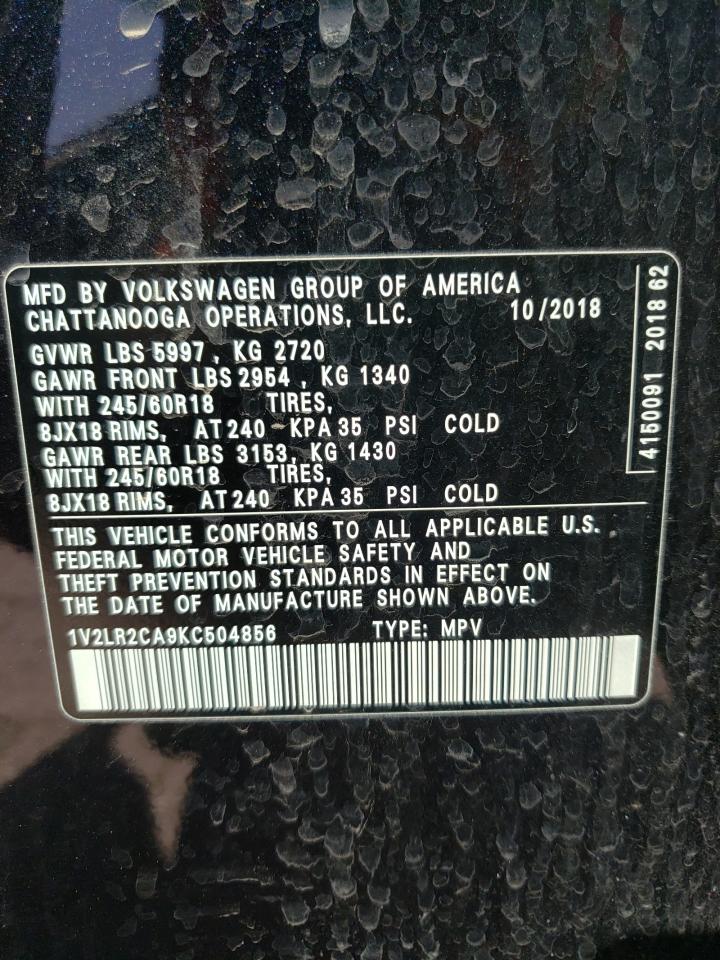 MFD BY VOLKSWAGEN GROUP OF AMERICA
CHATTANOOGA OPERATIONS, LLC. 10/2018
GVWR LBS 5997, KG 2720
GAWR FRONT LBS 2954, KG 1340
WITH 245/60R18 TIRES,
8JX18 RIMS, AT 240 KPA 35 PSI COLD
GAWR REAR LBS 3153, KG 1430
WITH 245/60R18 TIRES,
8JX18 RIMS, AT 240 KPA 35 PSI COLD
THIS VEHICLE CONFORMS TO ALL APPLICABLE U.S.
FEDERAL MOTOR VEHICLE SAFETY AND
THEFT PREVENTION STANDARDS IN EFFECT ON
THE DATE OF MANUFACTURE SHOWN ABOVE.
1V2LR2CA9KC504856 TYPE: MPV
4150091 2018 62